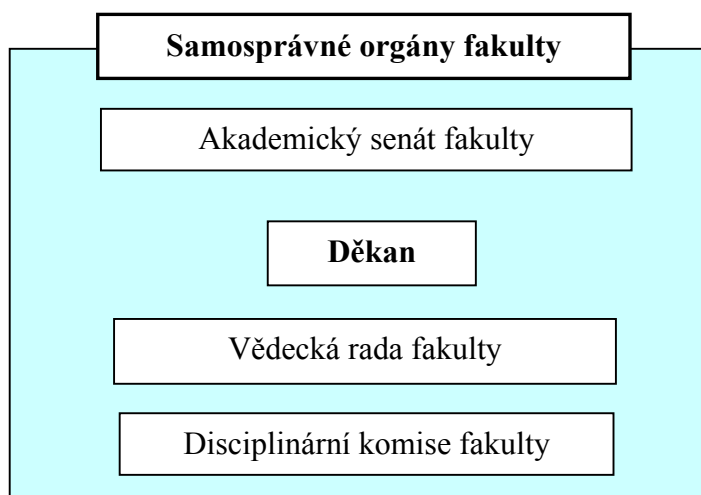 Samosprávné orgány fakulty
Akademický senát fakulty
Děkan
Vědecká rada fakulty
Disciplinární komise fakulty